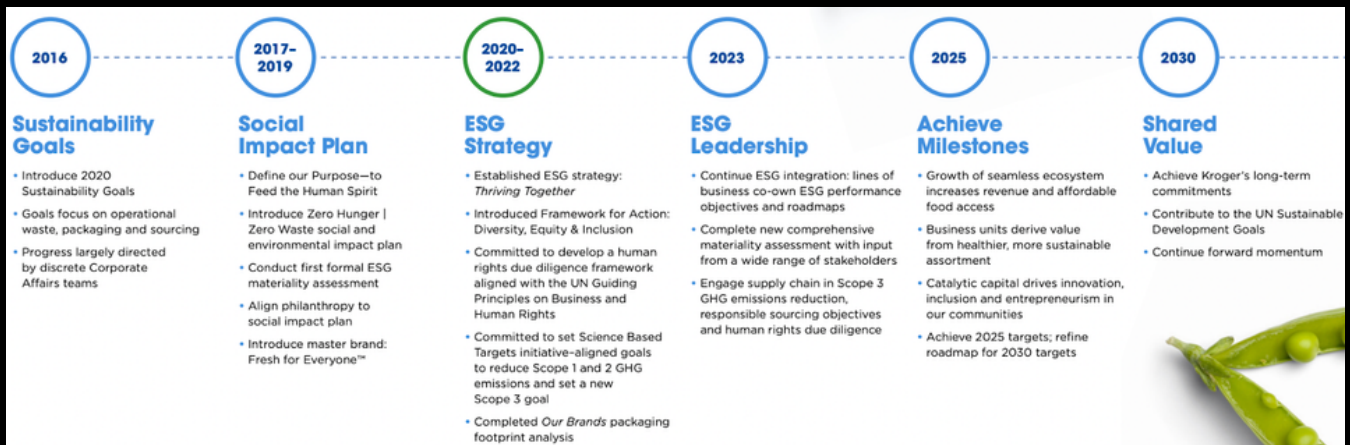 2016
Sustainability
Goals
• Introduce 2020
Sustainability Goals
• Goals focus on operational
waste, packaging and sourcing
• Progress largely directed
by discrete Corporate
Affairs teams
2017–
2019
Social
Impact Plan
• Define our Purpose—to
Feed the Human Spirit
• Introduce Zero Hunger |
Zero Waste social and
environmental impact plan
• Conduct first formal ESG
materiality assessment
• Align philanthropy to
social impact plan
• Introduce master brand:
Fresh for Everyone™
2020–
2022
ESG
Strategy
• Established ESG strategy:
Thriving Together
• Introduced Framework for Action:
Diversity, Equity & Inclusion
• Committed to develop a human
rights due diligence framework
aligned with the UN Guiding
Principles on Business and
Human Rights
• Committed to set Science Based
Targets initiative–aligned goals
to reduce Scope 1 and 2 GHG
emissions and set a new
Scope 3 goal
• Completed Our Brands packaging
footprint analysis
2023
ESG
Leadership
• Continue ESG integration: lines of
business co-own ESG performance
objectives and roadmaps
• Complete new comprehensive
materiality assessment with input
from a wide range of stakeholders
• Engage supply chain in Scope 3
GHG emissions reduction,
responsible sourcing objectives
and human rights due diligence
2025
Achieve
Milestones
• Growth of seamless ecosystem
increases revenue and affordable
food access
• Business units derive value
from healthier, more sustainable
assortment
• Catalytic capital drives innovation,
inclusion and entrepreneurism in
our communities
• Achieve 2025 targets; refine
roadmap for 2030 targets
2030
Shared
Value
• Achieve Kroger's long-term
commitments
• Contribute to the UN Sustainable
Development Goals
• Continue forward momentum